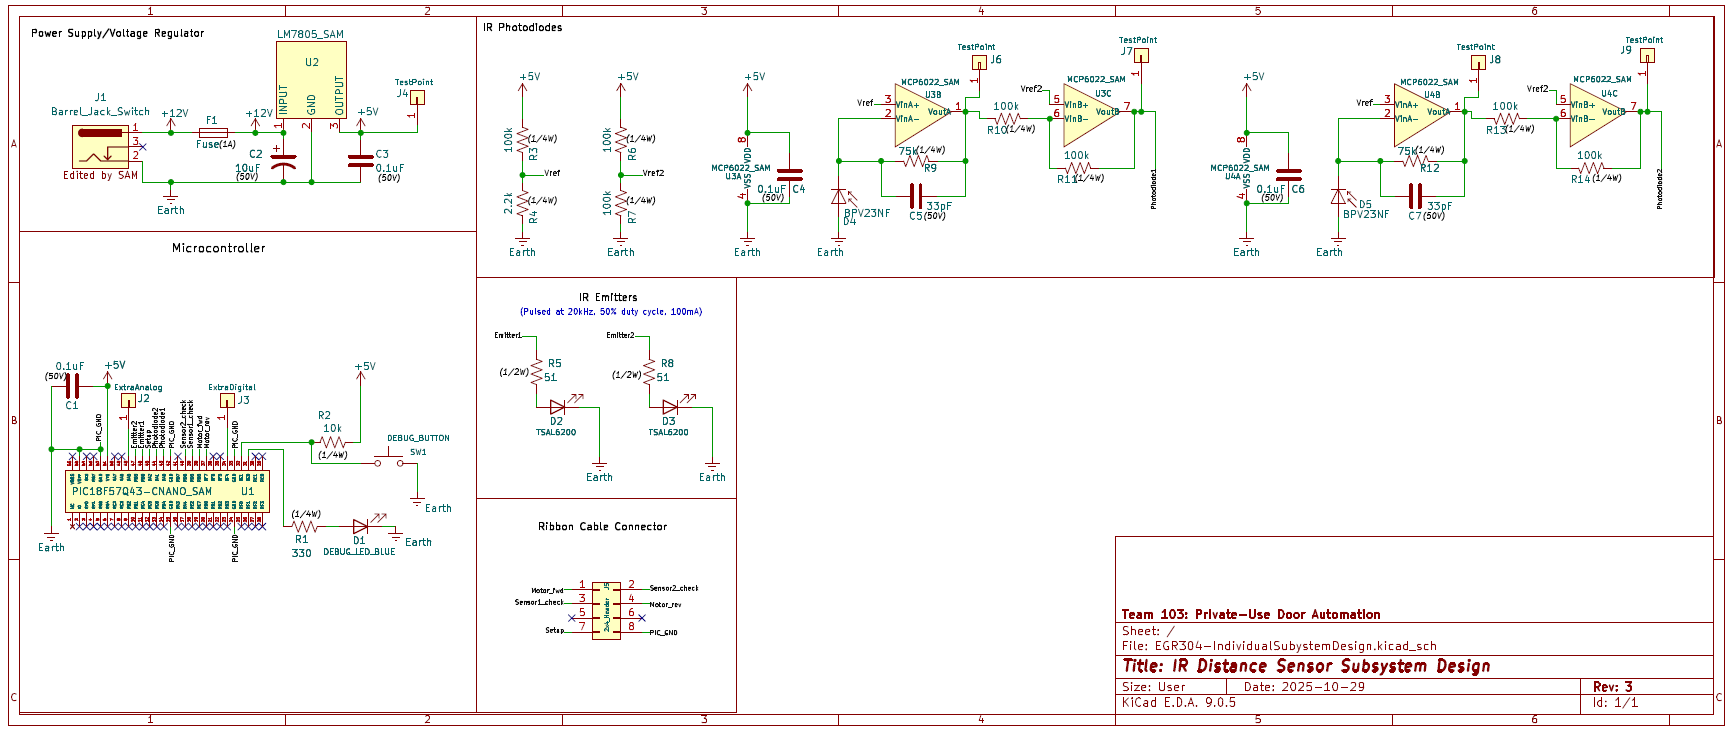 1 2 3 4 5 6
A
B
C
Power Supply/Voltage Regulator
LM7805_SAM
U2
INPUT
GND
OUTPUT
1 2 3
J1
Barrel_Jack_Switch
1
3
2
Edited by SAM
+12V
F1
Fuse(1A)
+12V
+5V
TestPoint
J4
1
C2
10uF
(50V)
C3
0.1uF
(50V)
Earth
IR Photodiodes
+5V
100k
(1/4W)
R3
Vref
2.2k
(1/4W)
R4
Earth
+5V
100k
(1/4W)
R6
Vref2
100k
(1/4W)
R7
Earth
+5V
8
VDD
MCP6022_SAM
U3A
VSS
4
0.1uF
C4
(50V)
Earth
TestPoint
J6
1
MCP6022_SAM
U3B
Vref
3
VinA+
2
VinA-
1
VoutA
75k
(1/4W)
R9
C5
33pF
(50V)
BPV23NF
D4
Earth
100k
R10
(1/4W)
TestPoint
J7
1
MCP6022_SAM
U3C
Vref2
5
VinB+
6
VinB-
7
VoutB
100k
R11
(1/4W)
Photodiode1
+5V
8
VDD
MCP6022_SAM
U4A
VSS
4
0.1uF
C6
(50V)
Earth
TestPoint
J8
1
MCP6022_SAM
U4B
Vref
3
VinA+
2
VinA-
1
VoutA
75k
(1/4W)
R12
C7
33pF
(50V)
D5
BPV23NF
Earth
100k
R13
(1/4W)
TestPoint
J9
1
MCP6022_SAM
U4C
Vref2
5
VinB+
6
VinB-
7
VoutB
100k
R14
(1/4W)
Photodiode2
Microcontroller
0.1uF
(50V)
C1
+5V
ExtraAnalog
J2
1
ExtraDigital
J3
1
PIC_GND
Emitter2
Emitter1
Setup
Photodiode2
Photodiode1
PIC_GND
Sensor2_check
Sensor1_check
Motor_fwd
Motor_rev
PIC_GND
PIC18F57Q43-CNANO_SAM
U1
PIC_GND
PIC_GND
Earth
R2
10k
(1/4W)
+5V
DEBUG_BUTTON
SW1
Earth
(1/4W)
R1
330
D1
DEBUG_LED_BLUE
Earth
IR Emitters
(Pulsed at 20kHz, 50% duty cycle, 100mA)
Emitter1
R5
(1/2W)
51
D2
TSAL6200
Earth
Emitter2
R8
(1/2W)
51
D3
TSAL6200
Earth
Ribbon Cable Connector
J5
2x4_Header
Motor_fwd 1 2 Sensor2_check
Sensor1_check 3 4 Motor_rev
5 6
Setup 7 8 PIC_GND
Team 103: Private-Use Door Automation
Sheet: /
File: EGR304-IndividualSubystemDesign.kicad_sch
Title: IR Distance Sensor Subsystem Design
Size: User Date: 2025-10-29 Rev: 3
KiCad E.D.A. 9.0.5 Id: 1/1
1 2 3 4 5 6
A
B
C